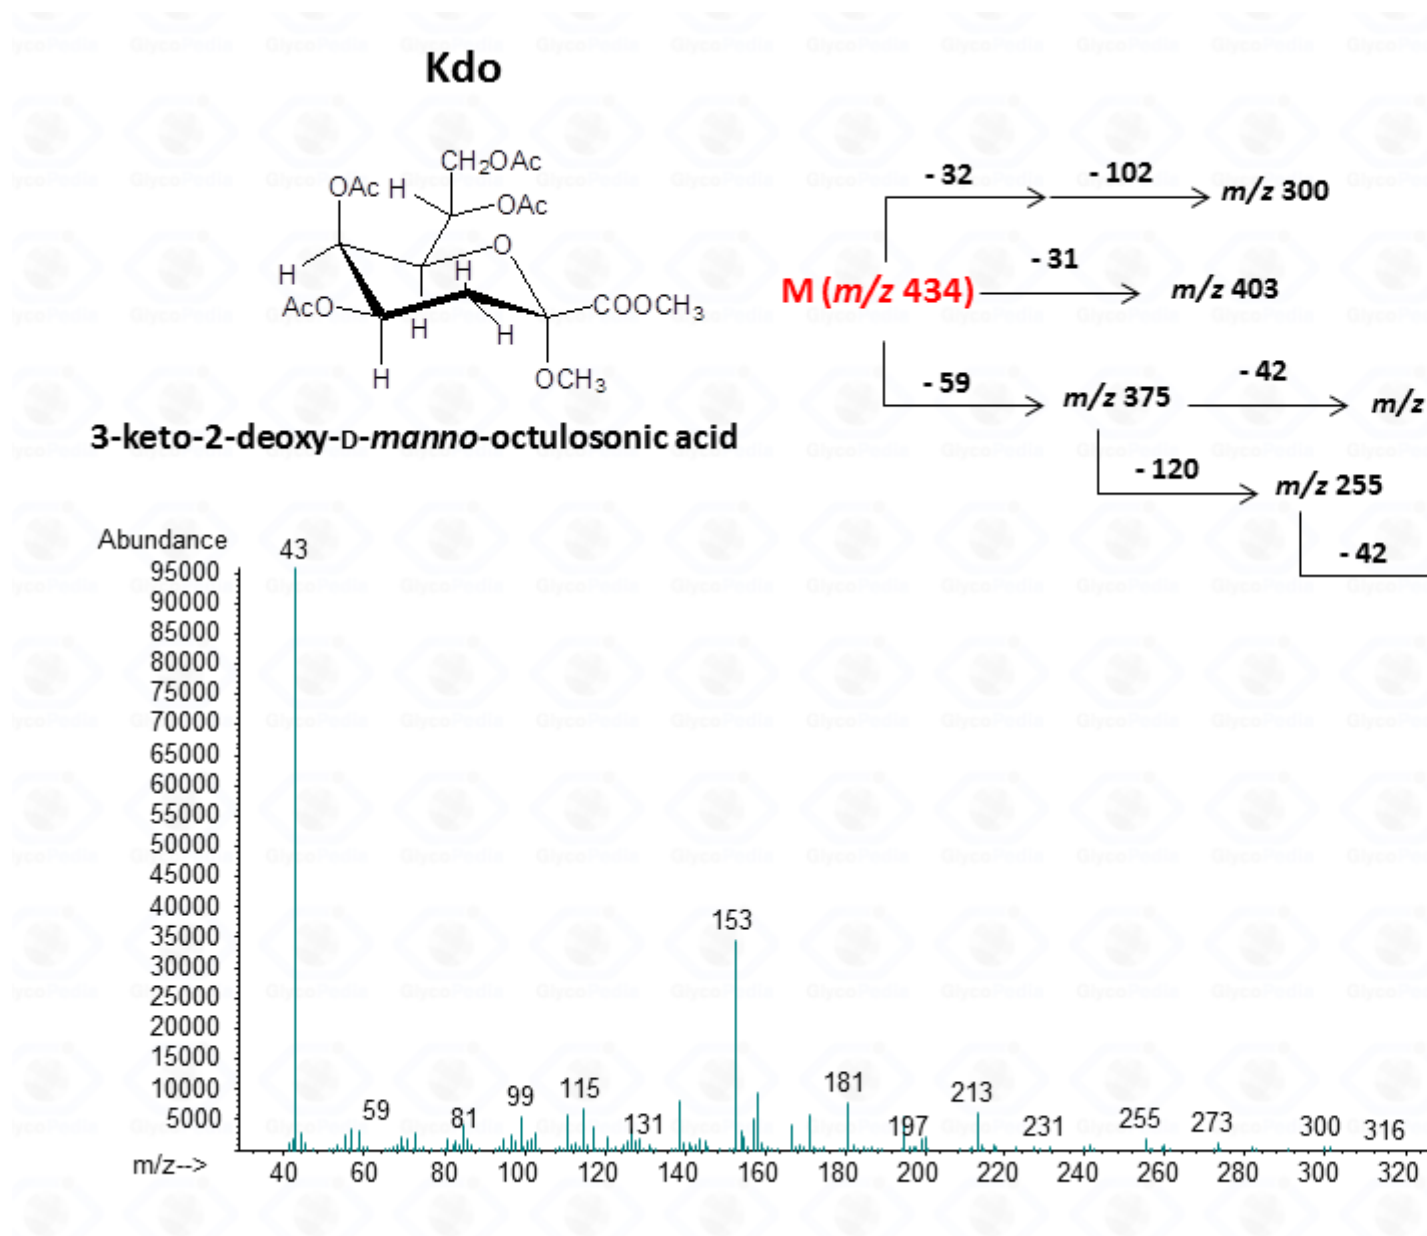 Kdo
CH2OAc
OAc H
OAc
O
H
H
AcO
COOCH3
H
H
H
OCH3
3-keto-2-deoxy-D-manno-octulosonic acid
- 32
- 102
m/z 300
- 31
M (m/z 434)
m/z 403
- 59
m/z 375
- 42
m/z
- 120
m/z 255
- 42
Abundance
95000
90000
85000
80000
75000
70000
65000
60000
55000
50000
45000
40000
35000
30000
25000
20000
15000
10000
5000
m/z-->
43
59
81
99
115
131
153
181
197
213
231
255
273
300
316
40 60 80 100 120 140 160 180 200 220 240 260 280 300 320
GlycoPedia